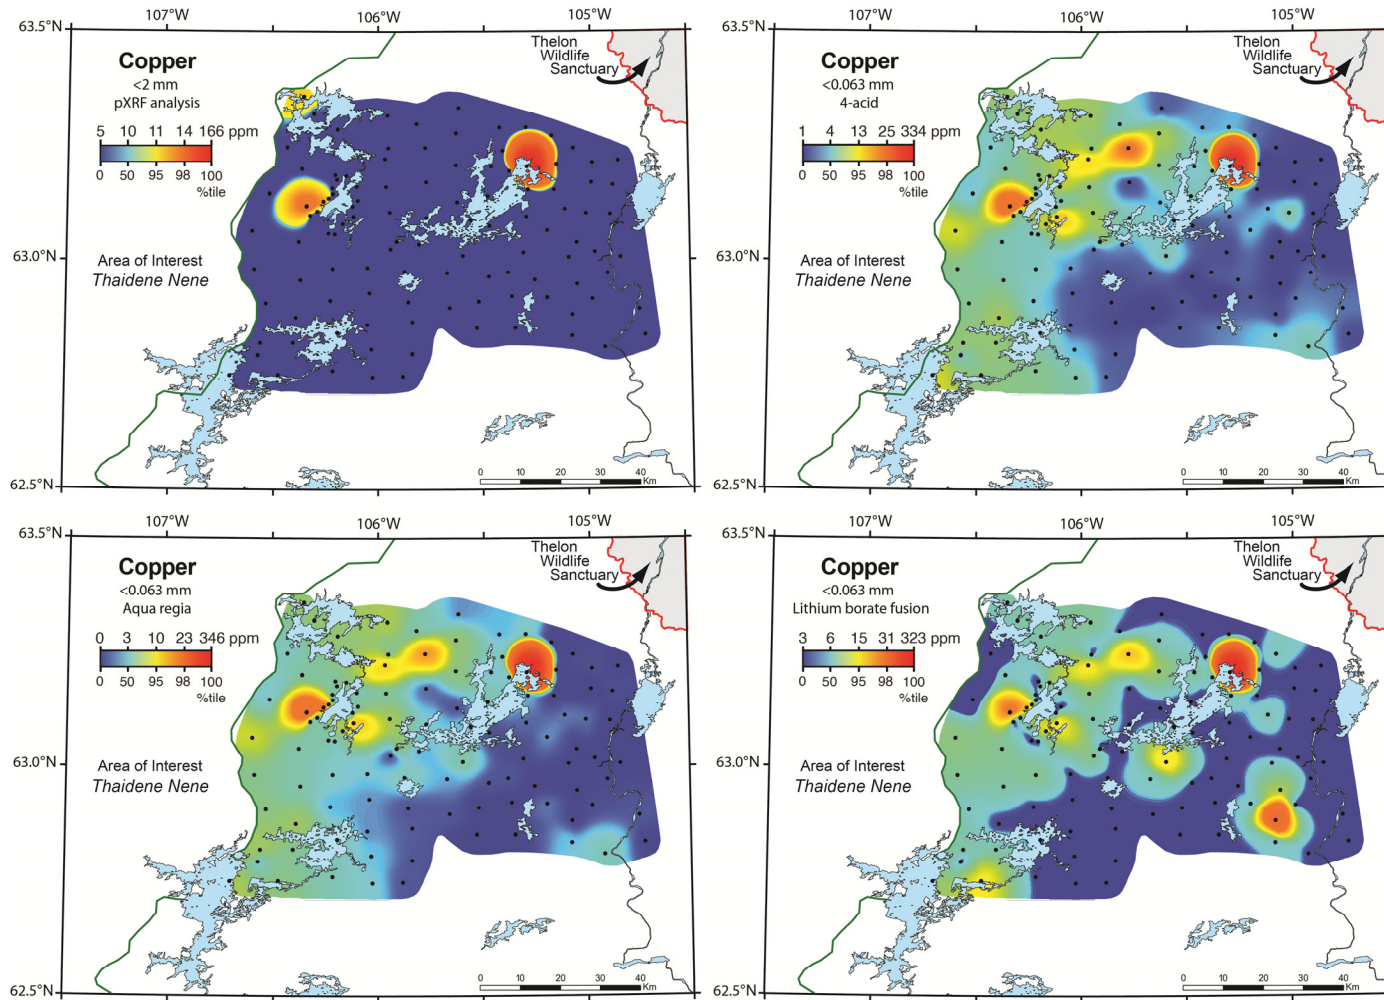 107°W 106°W 105°W
63.5°N
Copper
<2 mm
pXRF analysis
5 10 11 14 166 ppm
0 50 95 98 100
%tile
Thelon
Wildlife
Sanctuary
63.0°N
Area of Interest
Thaidene Nene
0 10 20 30 40 Km
62.5°N
107°W 106°W 105°W
63.5°N
Copper
<0.063 mm
4-acid
1 4 13 25 334 ppm
0 50 95 98 100
%tile
Thelon
Wildlife
Sanctuary
63.0°N
Area of Interest
Thaidene Nene
0 10 20 30 40 Km
62.5°N
107°W 106°W 105°W
63.5°N
Copper
<0.063 mm
Aqua regia
0 3 10 23 346 ppm
0 50 95 98 100
%tile
Thelon
Wildlife
Sanctuary
63.0°N
Area of Interest
Thaidene Nene
0 10 20 30 40 Km
62.5°N
107°W 106°W 105°W
63.5°N
Copper
<0.063 mm
Lithium borate fusion
3 6 15 31 323 ppm
0 50 95 98 100
%tile
Thelon
Wildlife
Sanctuary
63.0°N
Area of Interest
Thaidene Nene
0 10 20 30 40 Km
62.5°N